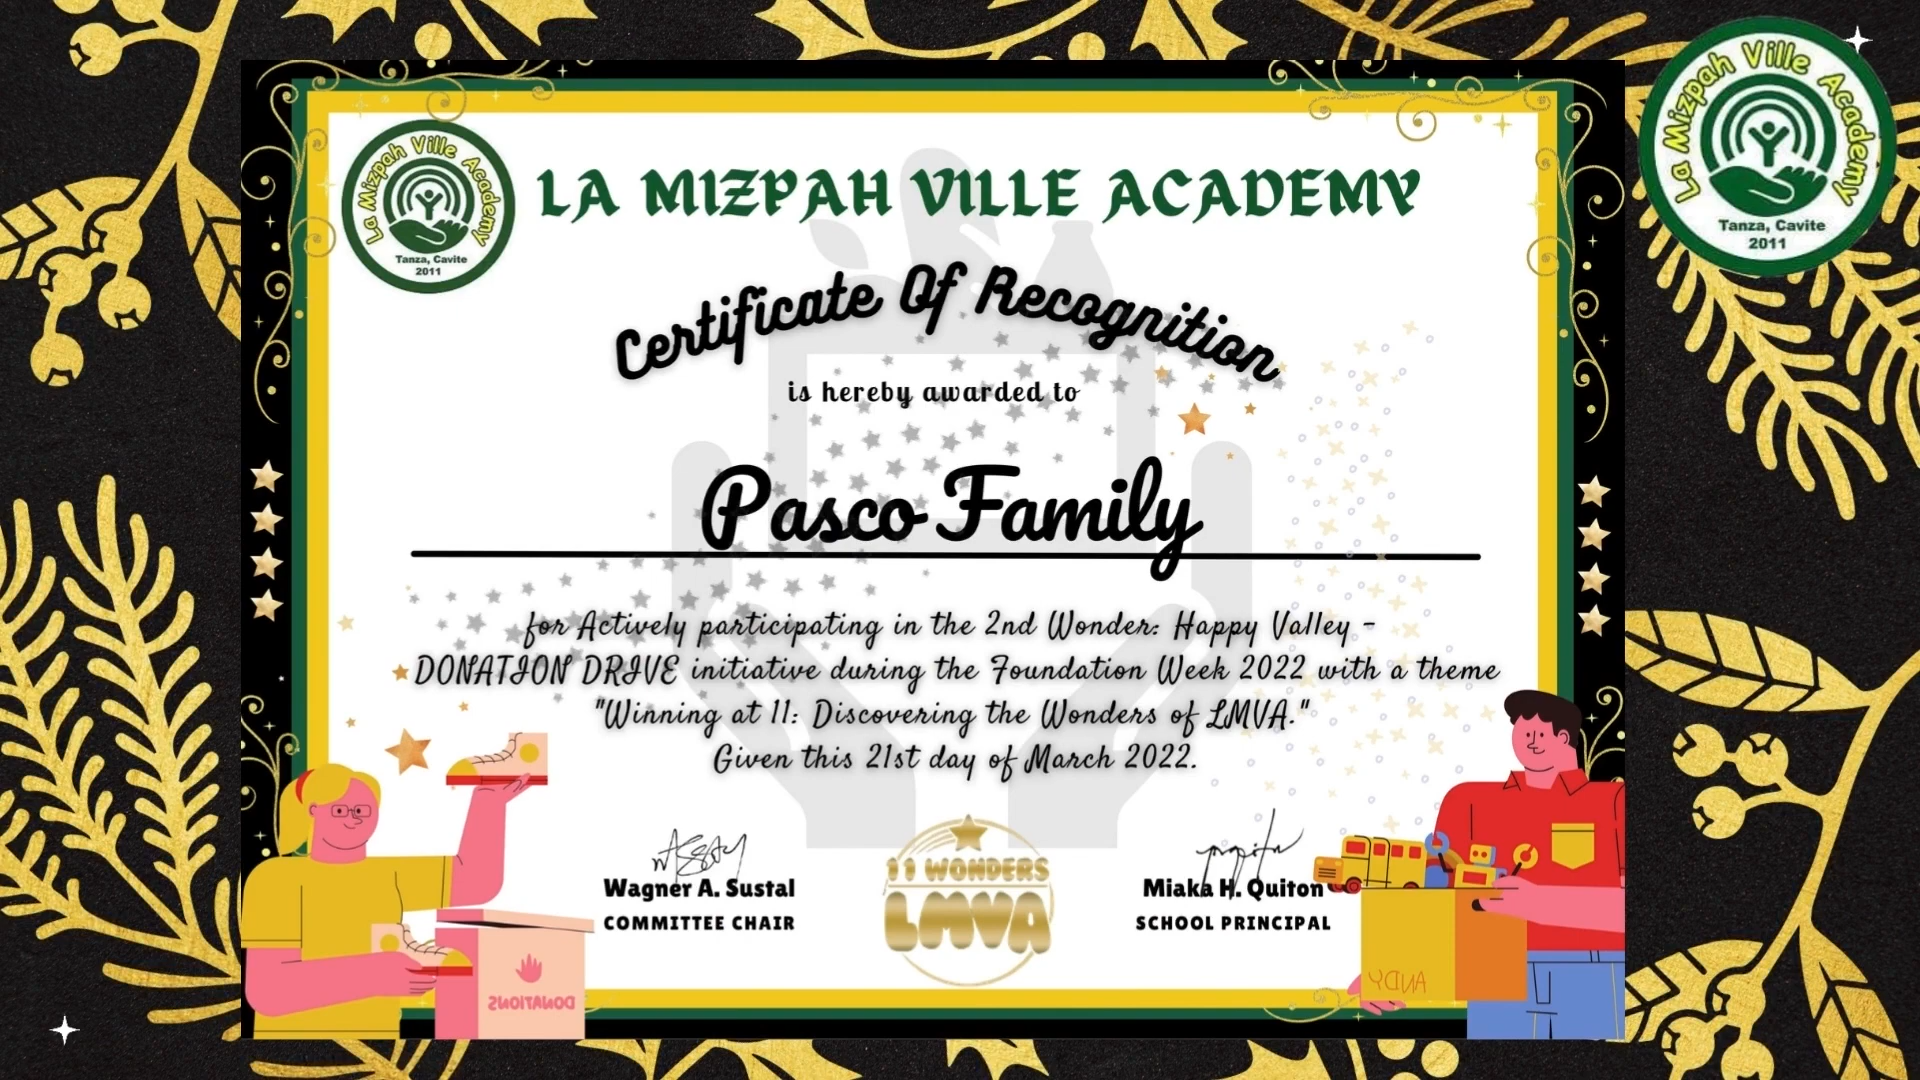 La Mizpah Ville Academy
Tanza, Cavite
2011
La Mizpah Ville Academy
Tanza, Cavite
2011
LA MIZPAH VILLE ACADEMY
Certificate Of Recognition
is hereby awarded to
Pasco Family
for Actively participating in the 2nd Wonder: Happy Valley -
DONATION DRIVE initiative during the Foundation Week 2022 with a theme
"Winning at 11: Discovering the Wonders of LMVA."
Given this 21st day of March 2022.
Wagner A. Sustal
COMMITTEE CHAIR
11 WONDERS
LMVA
Miaka H. Quiton
SCHOOL PRINCIPAL
DONATIONS
ANDY